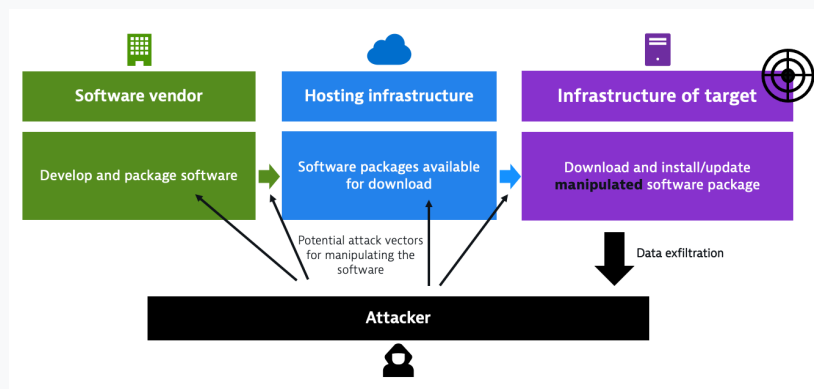 Software vendor
Hosting infrastructure
Infrastructure of target
Develop and package software
Software packages available
for download
Download and install/update
manipulated software package
Potential attack vectors
for manipulating the
software
Data exfiltration
Attacker